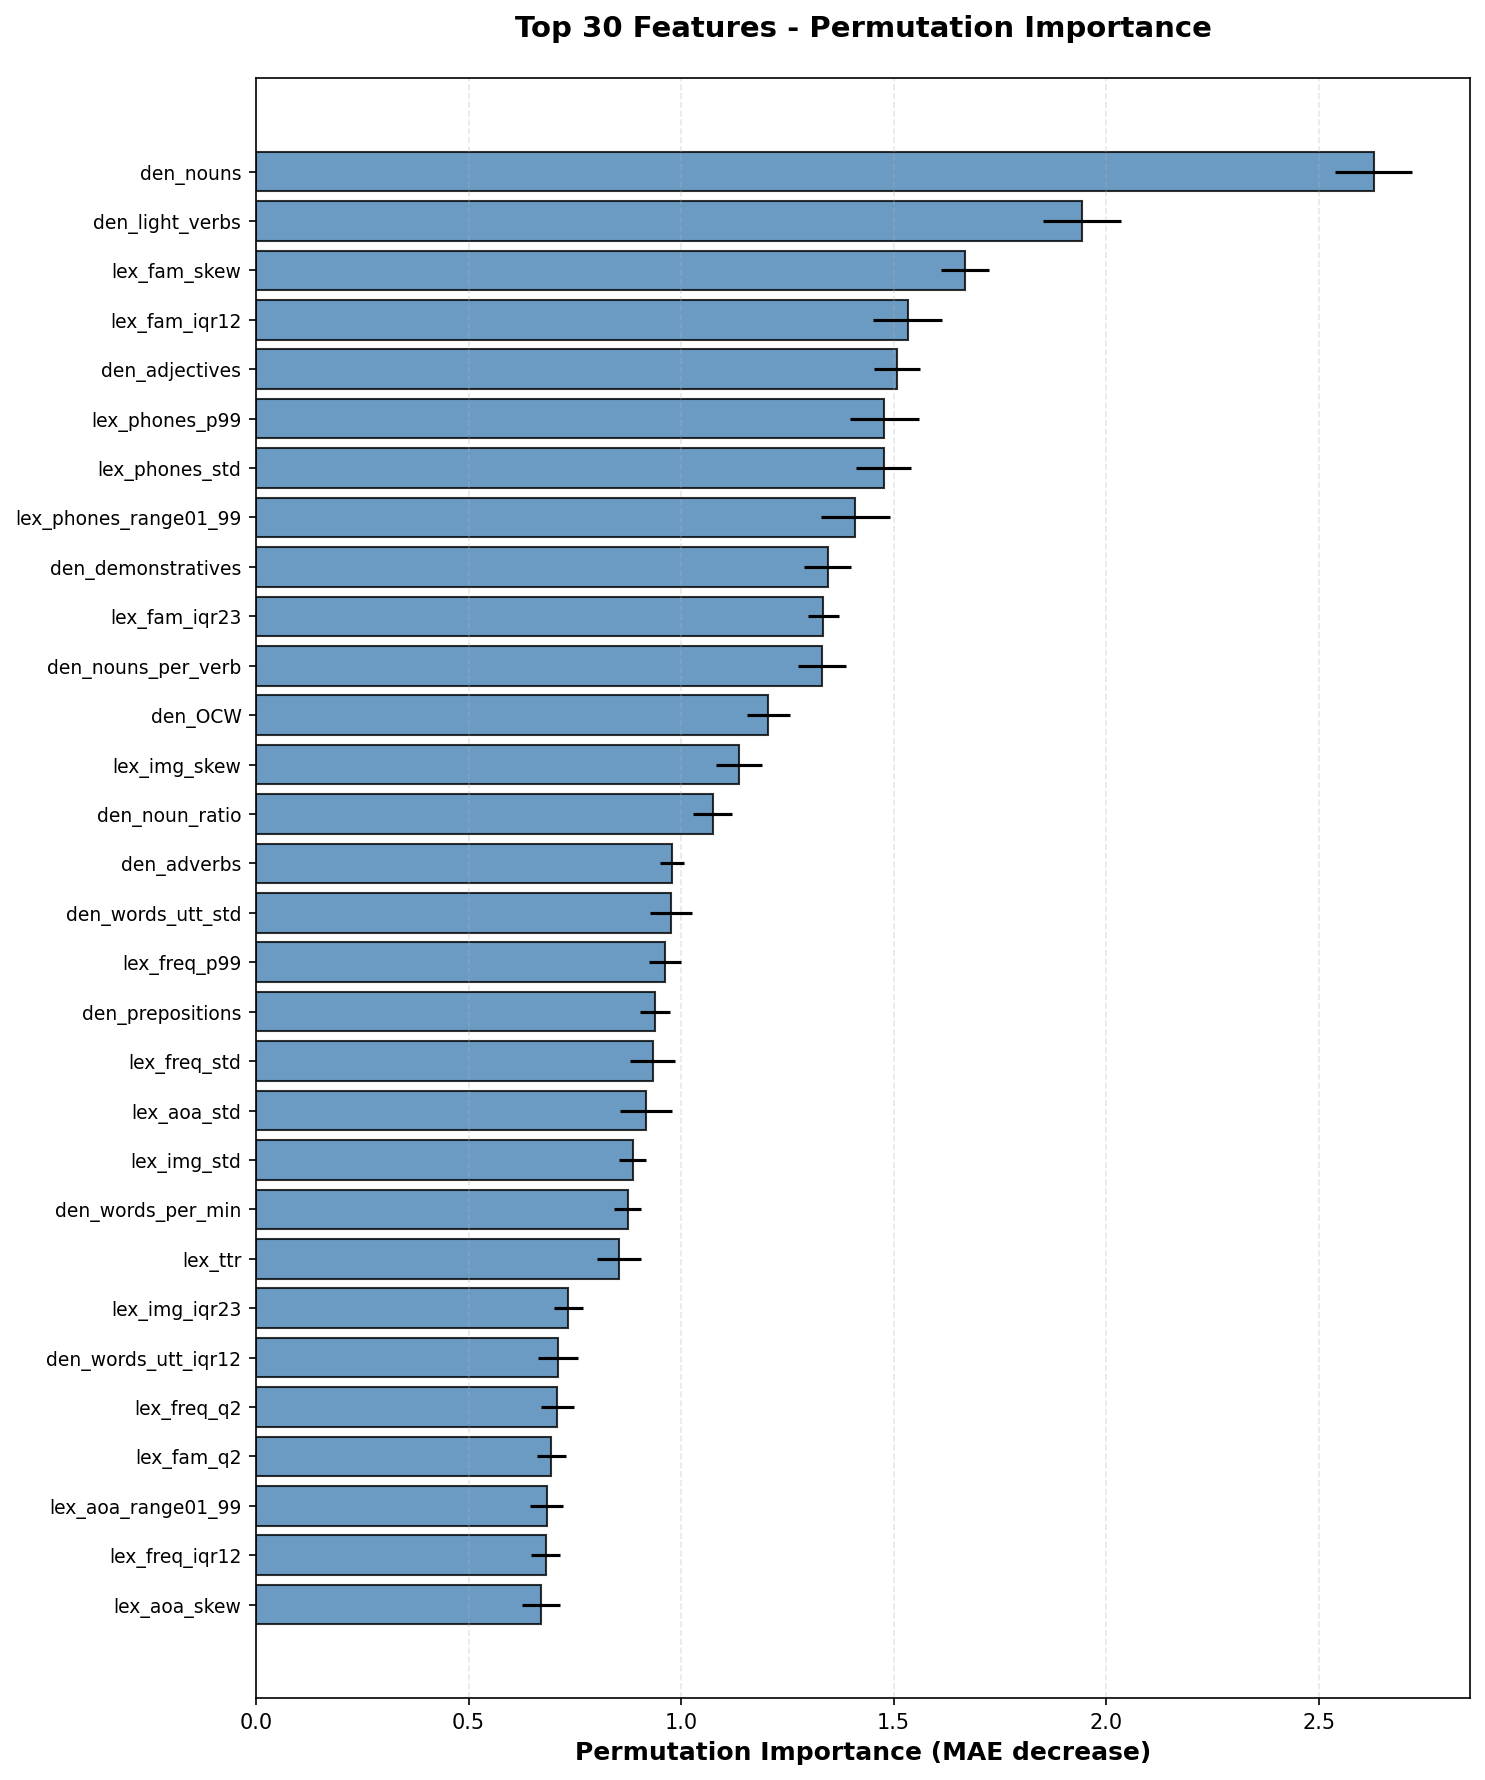 Top 30 Features - Permutation Importance
den_nouns
den_light_verbs
lex_fam_skew
lex_fam_iqr12
den_adjectives
lex_phones_p99
lex_phones_std
lex_phones_range01_99
den_demonstratives
lex_fam_iqr23
den_nouns_per_verb
den_OCW
lex_img_skew
den_noun_ratio
den_adverbs
den_words_utt_std
lex_freq_p99
den_prepositions
lex_freq_std
lex_aoa_std
lex_img_std
den_words_per_min
lex_ttr
lex_img_iqr23
den_words_utt_iqr12
lex_freq_q2
lex_fam_q2
lex_aoa_range01_99
lex_freq_iqr12
lex_aoa_skew
0.0 0.5 1.0 1.5 2.0 2.5
Permutation Importance (MAE decrease)